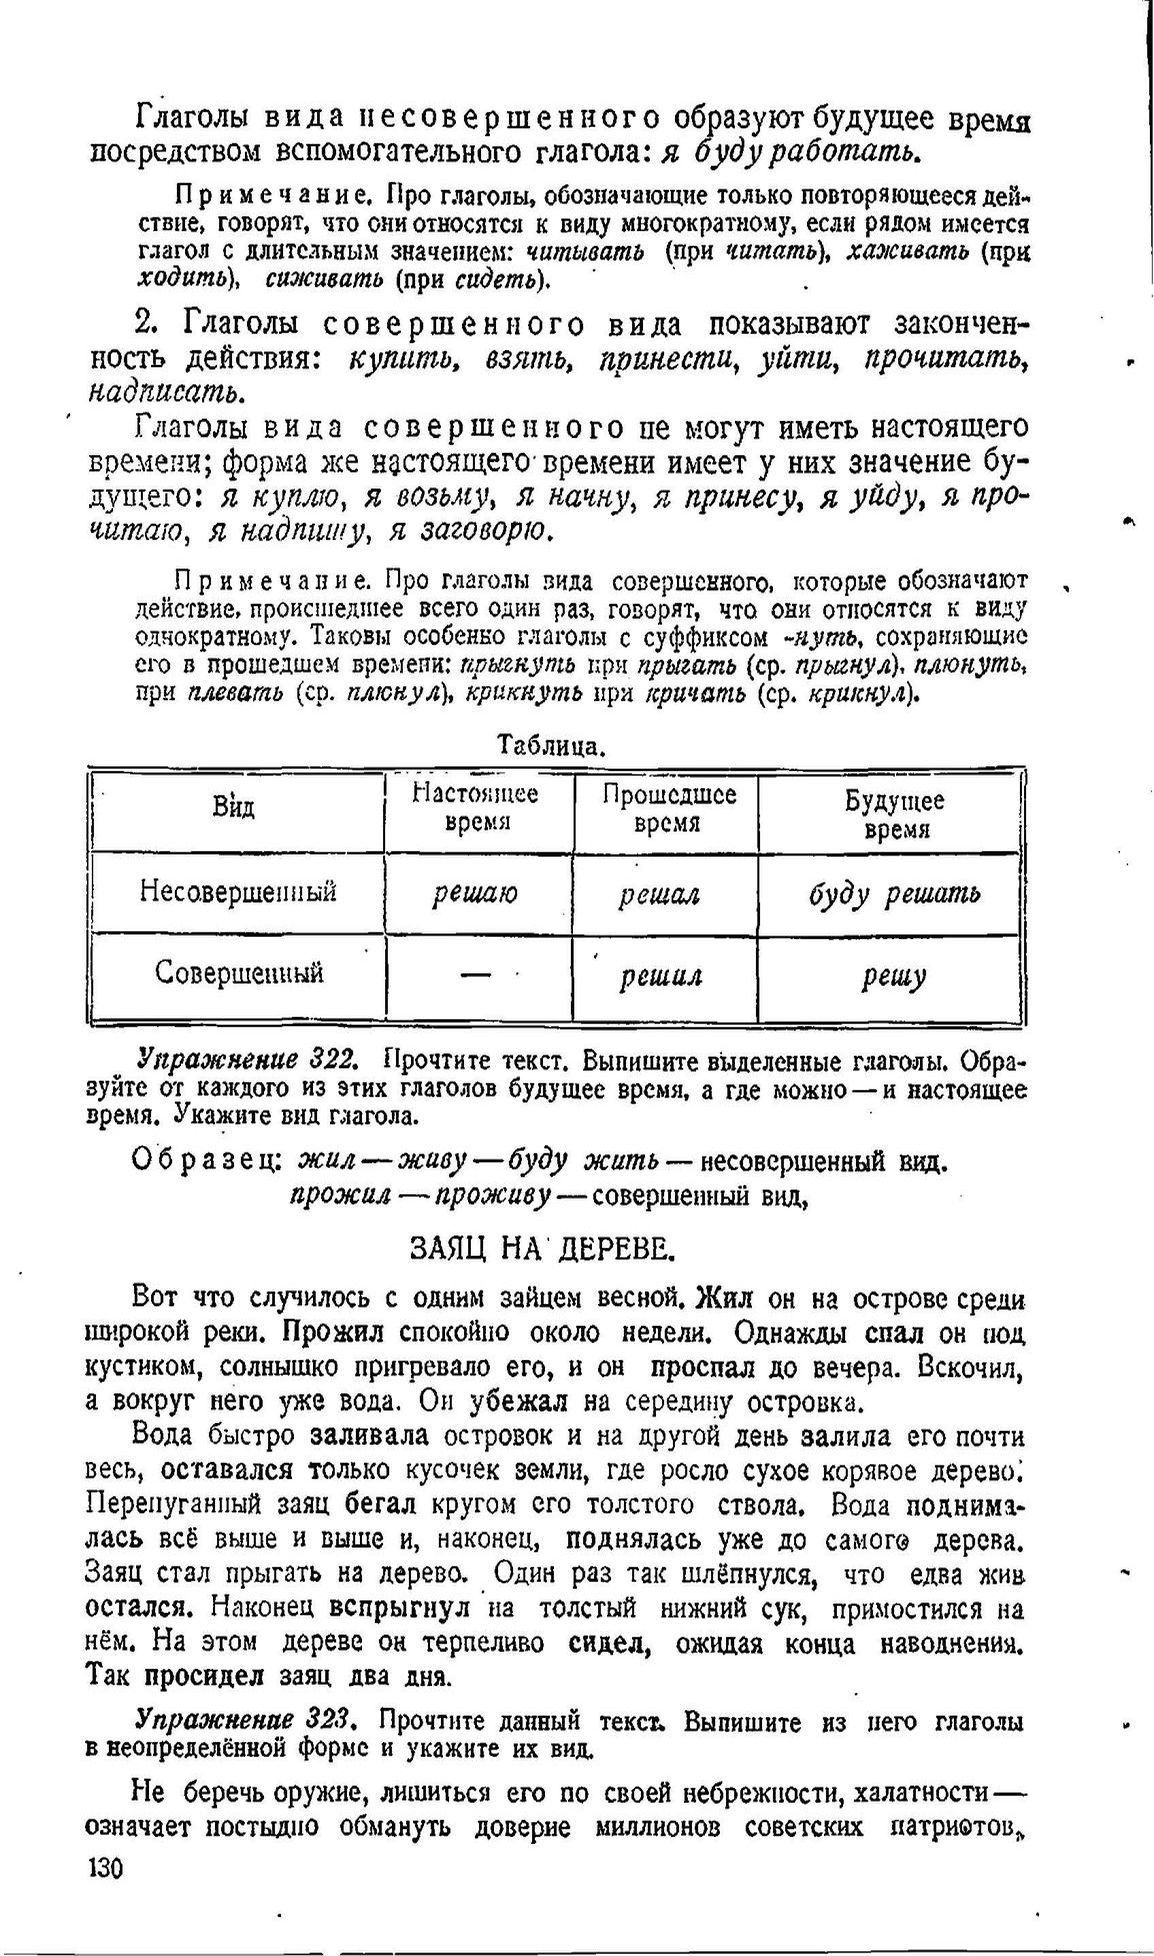 Глаголы вида несовершенного образуют будущее время
посредством вспомогательного глагола: я буду работать.
Примечание. Про глаголы, обозначающие только повторяющееся дей-
ствие, говорят, что они относятся к виду многократному, если рядом имеется
глагол с длительным значением: читывать (при читать), хаживать (при
ходить), сиживать (при сидеть).
2. Глаголы совершенного вида показывают закончен-
ность действия: купить, взять, принести, уйти, прочитать,
надписать.
Глаголы вида совершенного не могут иметь настоящего
времени; форма же настоящего времени имеет у них значение бу-
дущего: я куплю, я возьму, я начну, я принесу, я уйду, я про-
читаю, я надпишу, я заговорю.
Примечание. Про глаголы вида совершенного, которые обозначают
действие, происшедшее всего один раз, говорят, что они относятся к виду
однократному. Таковы особенно глаголы с суффиксом -нуть, сохраняющие
его в прошедшем времени: прыгнуть при прыгать (ср. прыгнул), плюнуть,
при плевать (ср. плюнул), крикнуть при кричать (ср. крикнул).
Таблица.
Вид Настоящее время Прошедшее время Будущее время
Несовершенный решаю решал буду решать
Совершенный — решил решу
Упражнение 322. Прочтите текст. Выпишите выделенные глаголы. Обра-
зуйте от каждого из этих глаголов будущее время, а где можно — и настоящее
время. Укажите вид глагола.
Образец: жил — живу — буду жить — несовершенный вид.
прожил — проживу — совершенный вид,
ЗАЯЦ НА ДЕРЕВЕ.
Вот что случилось с одним зайцем весной. Жил он на острове среди
широкой реки. Прожил спокойно около недели. Однажды спал он под
кустиком, солнышко пригревало его, и он проспал до вечера. Вскочил,
а вокруг него уже вода. Он убежал на середину островка.
Вода быстро заливала островок и на другой день залила его почти
весь, оставался только кусочек земли, где росло сухое корявое дерево.
Перепуганный заяц бегал кругом его толстого ствола. Вода поднима-
лась всё выше и выше и, наконец, поднялась уже до самого дерева.
Заяц стал прыгать на дерево. Один раз так шлёпнулся, что едва жив
остался. Наконец вспрыгнул на толстый нижний сук, примостился на
нём. На этом дереве он терпеливо сидел, ожидая конца наводнения.
Так просидел заяц два дня.
Упражнение 323. Прочтите данный текст. Выпишите из него глаголы
в неопределённой форме и укажите их вид.
Не беречь оружие, лишиться его по своей небрежности, халатности —
означает постыдно обмануть доверие миллионов советских патриотов,
130